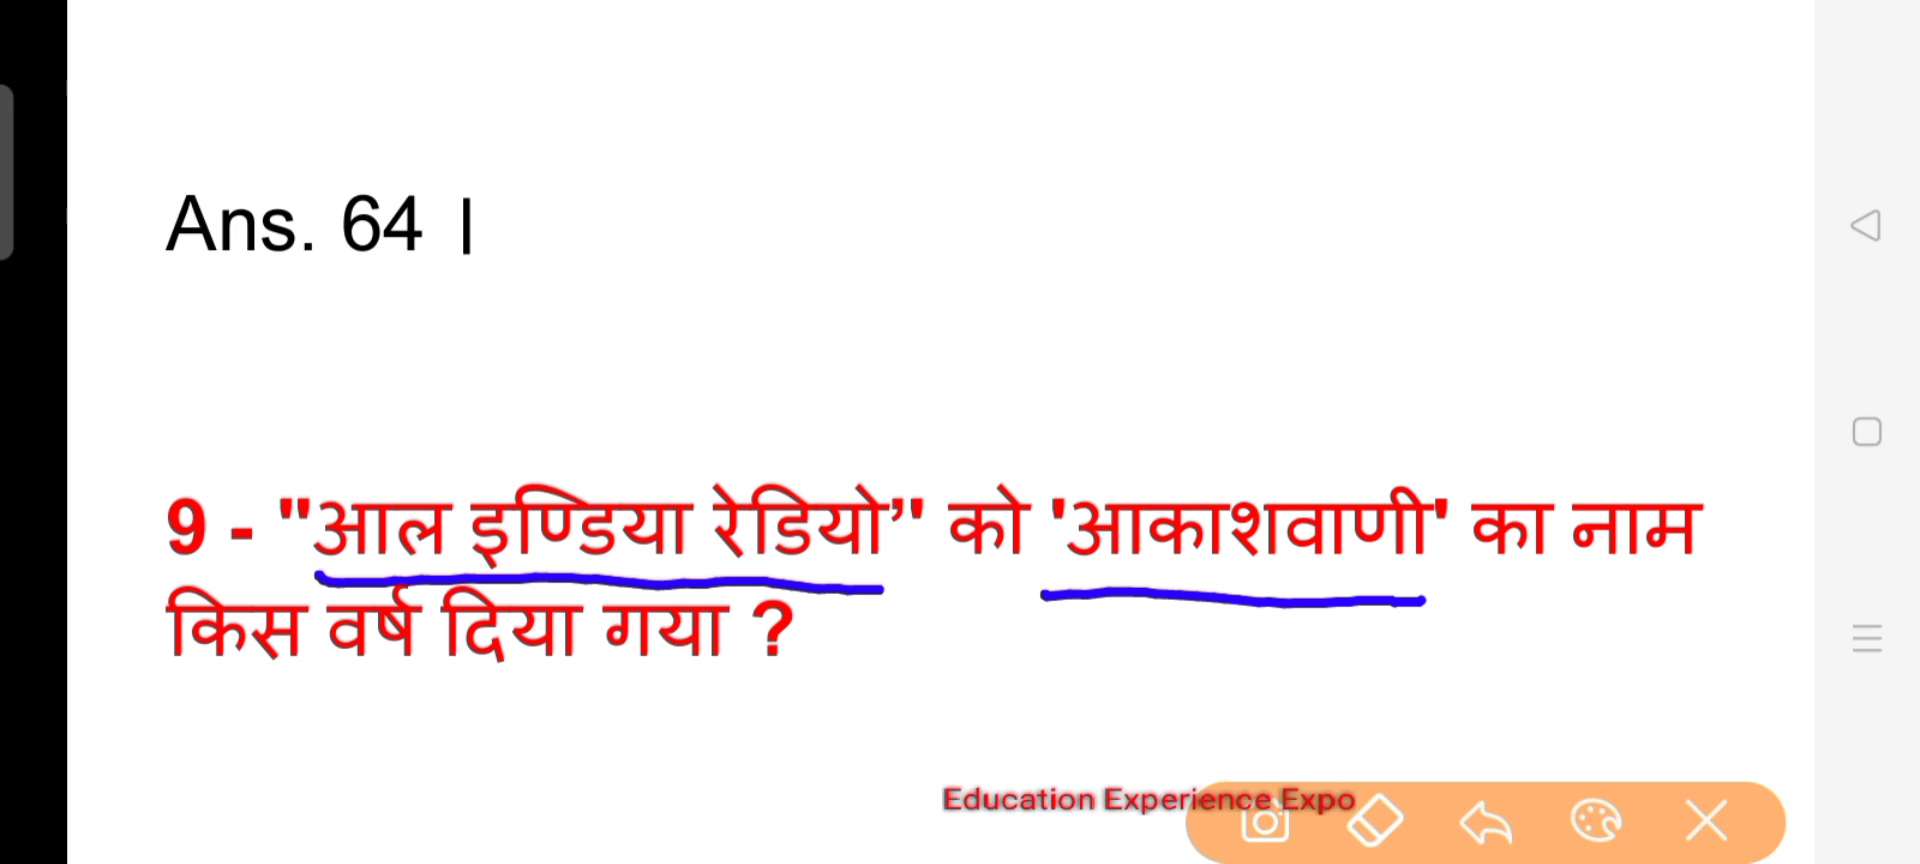 Ans. 64 |
9 - "आल इण्डिया रेडियो’' को 'आकाशवाणी' का नाम
किस वर्ष दिया गया ?
Education Experience Expo